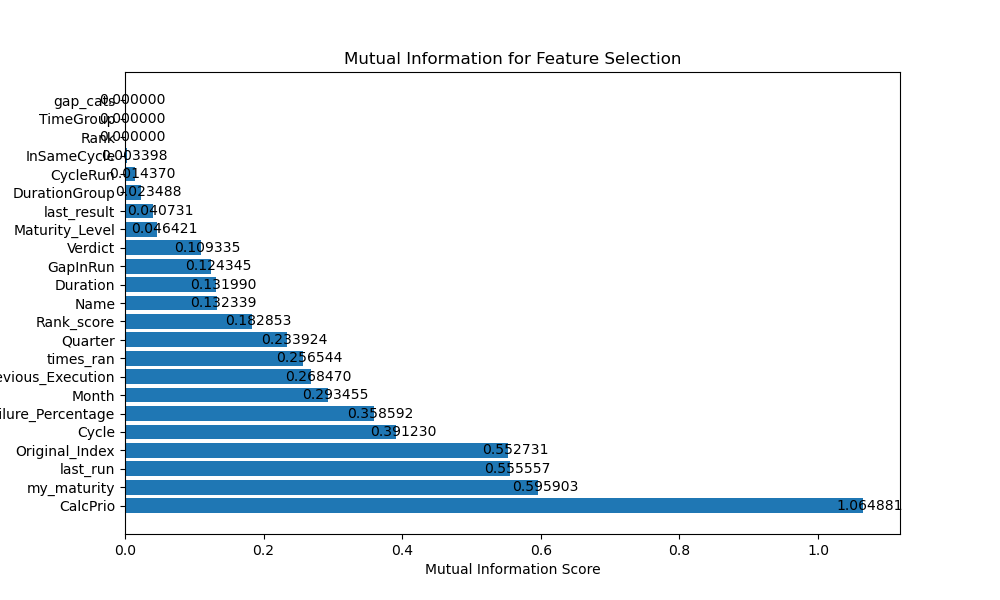 Mutual Information for Feature Selection
gap_cats 0.000000
TimeGroup 0.000000
Rank 0.000000
InSameCycle 0.003398
CycleRun 0.014370
DurationGroup 0.023488
last_result 0.040731
Maturity_Level 0.046421
Verdict 0.109335
GapInRun 0.124345
Duration 0.131990
Name 0.132339
Rank_score 0.182853
Quarter 0.233924
times_ran 0.256544
evious_Execution 0.268470
Month 0.293455
ilure_Percentage 0.358592
Cycle 0.391230
Original_Index 0.552731
last_run 0.555557
my_maturity 0.595903
CalcPrio 1.064881
0.0 0.2 0.4 0.6 0.8 1.0
Mutual Information Score